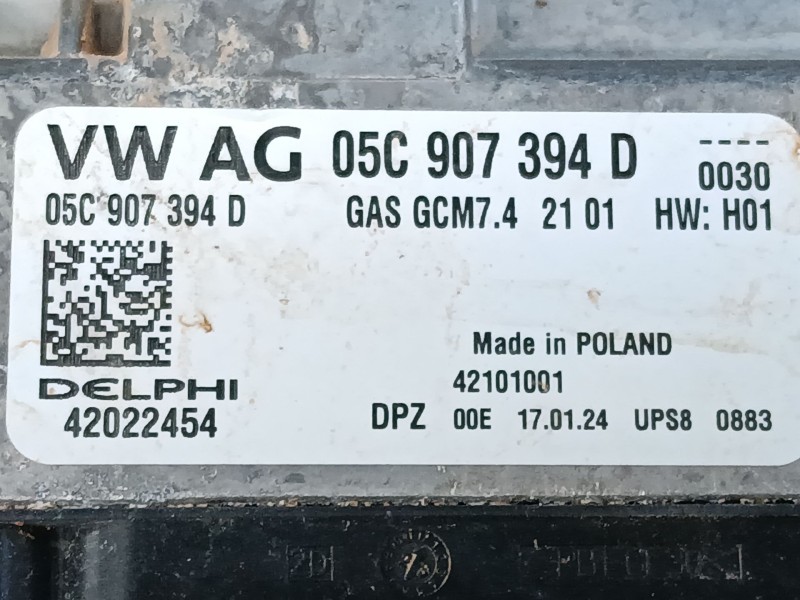 VW AG 05C 907 394 D ----
0030
05C 907 394 D GAS GCM7.4 21 01 HW: H01
Made in POLAND
DELPHI 42101001
42022454 DPZ 00E 17.01.24 UPS8 0883